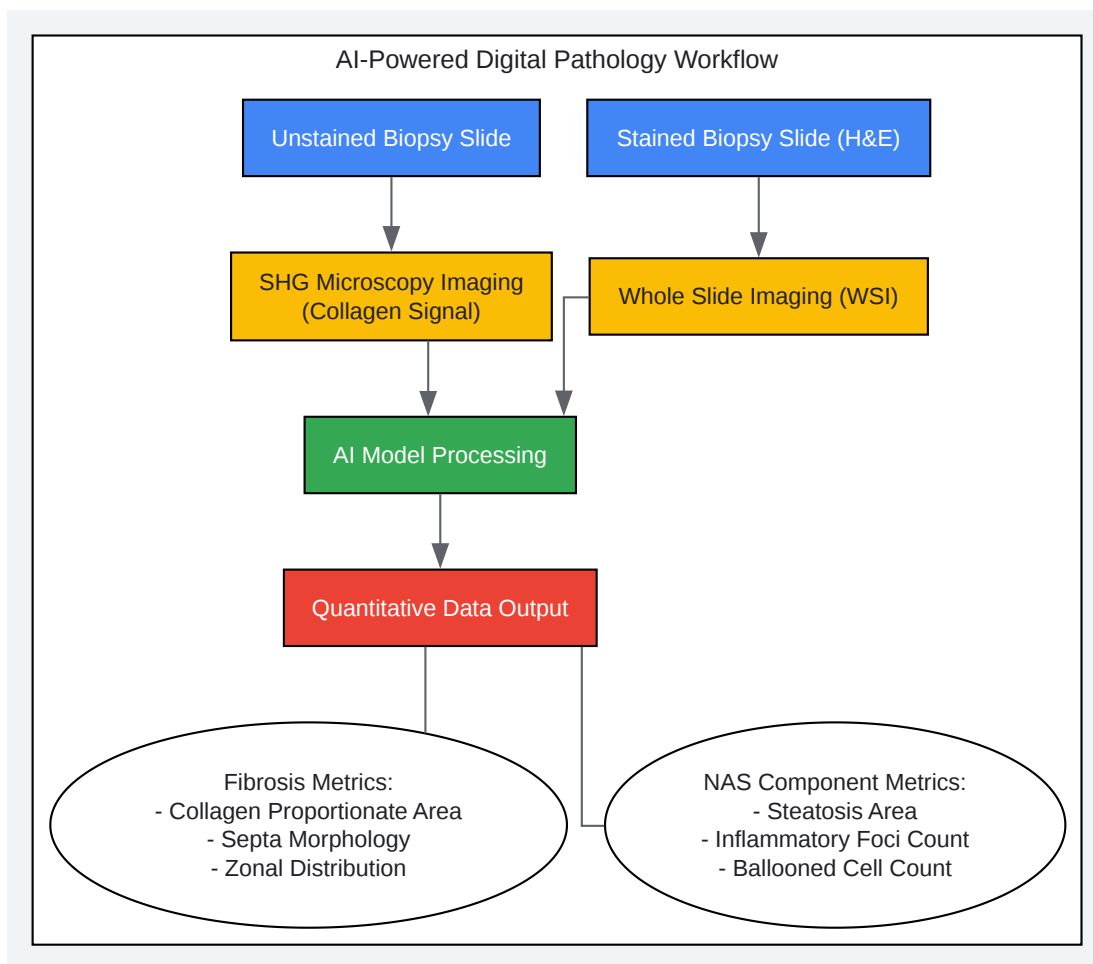 AI-Powered Digital Pathology Workflow
Unstained Biopsy Slide
Stained Biopsy Slide (H&E)
SHG Microscopy Imaging
(Collagen Signal)
Whole Slide Imaging (WSI)
AI Model Processing
Quantitative Data Output
Fibrosis Metrics:
- Collagen Proportionate Area
- Septa Morphology
- Zonal Distribution
NAS Component Metrics:
- Steatosis Area
- Inflammatory Foci Count
- Ballooned Cell Count